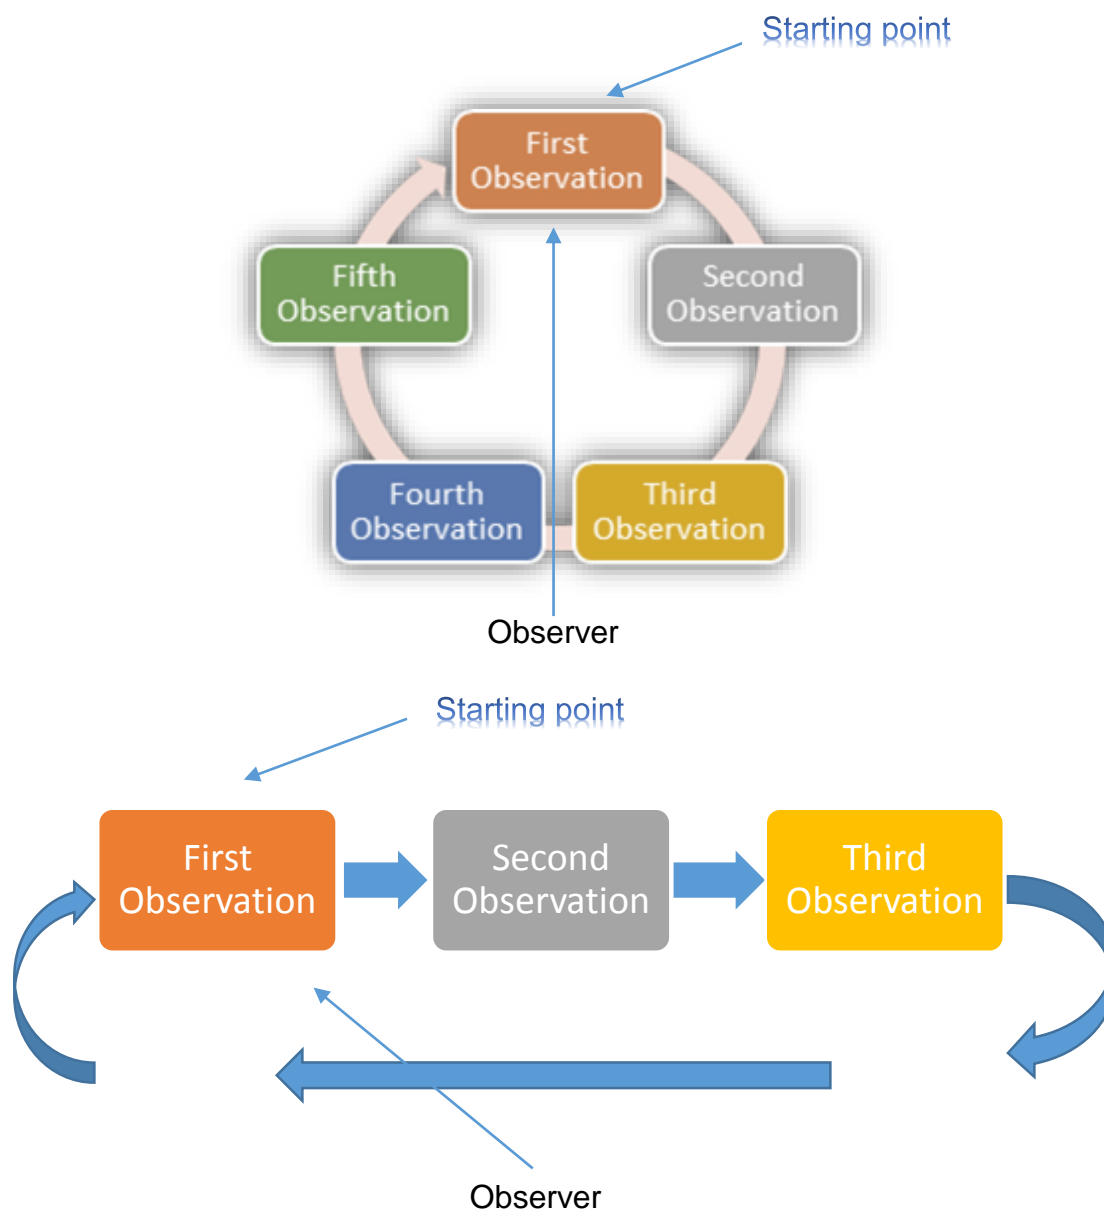 Starting point
First
Observation
Fifth
Observation
Second
Observation
Fourth
Observation
Third
Observation
Observer
Starting point
First
Observation
Second
Observation
Third
Observation
Observer